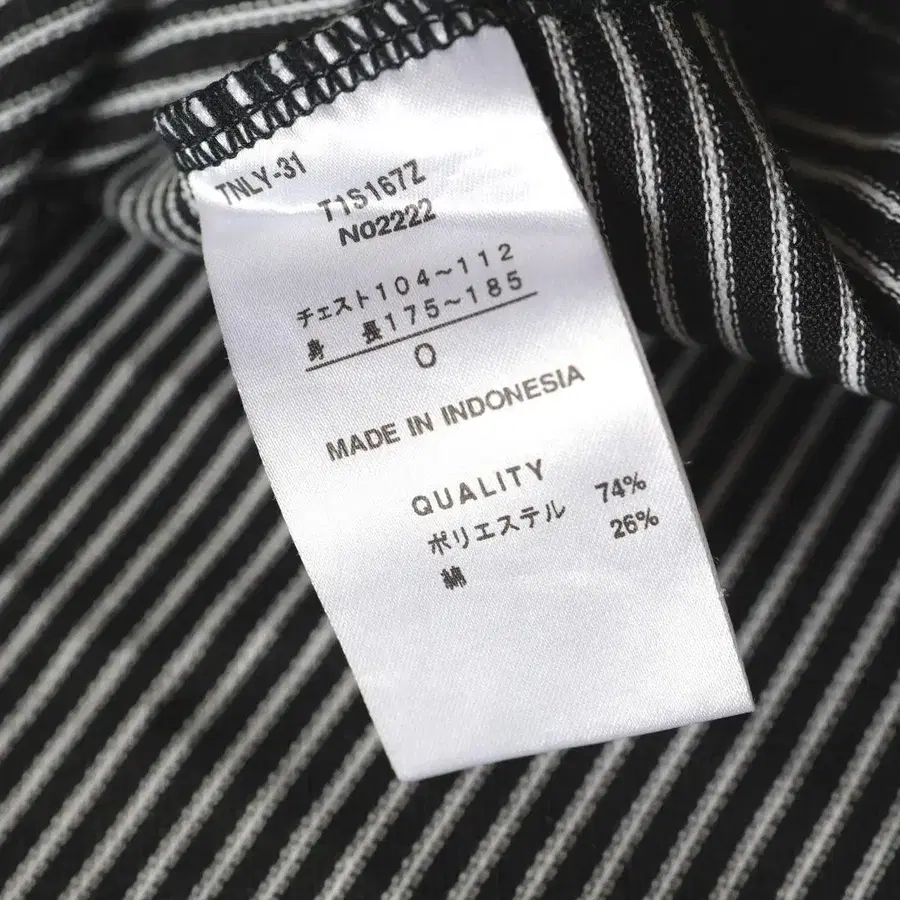 TNLY-31
T1S167Z
N02222
チェスト104～112
身 長175～185
O
MADE IN INDONESIA
QUALITY
ポリエステル 74%
綿 26%